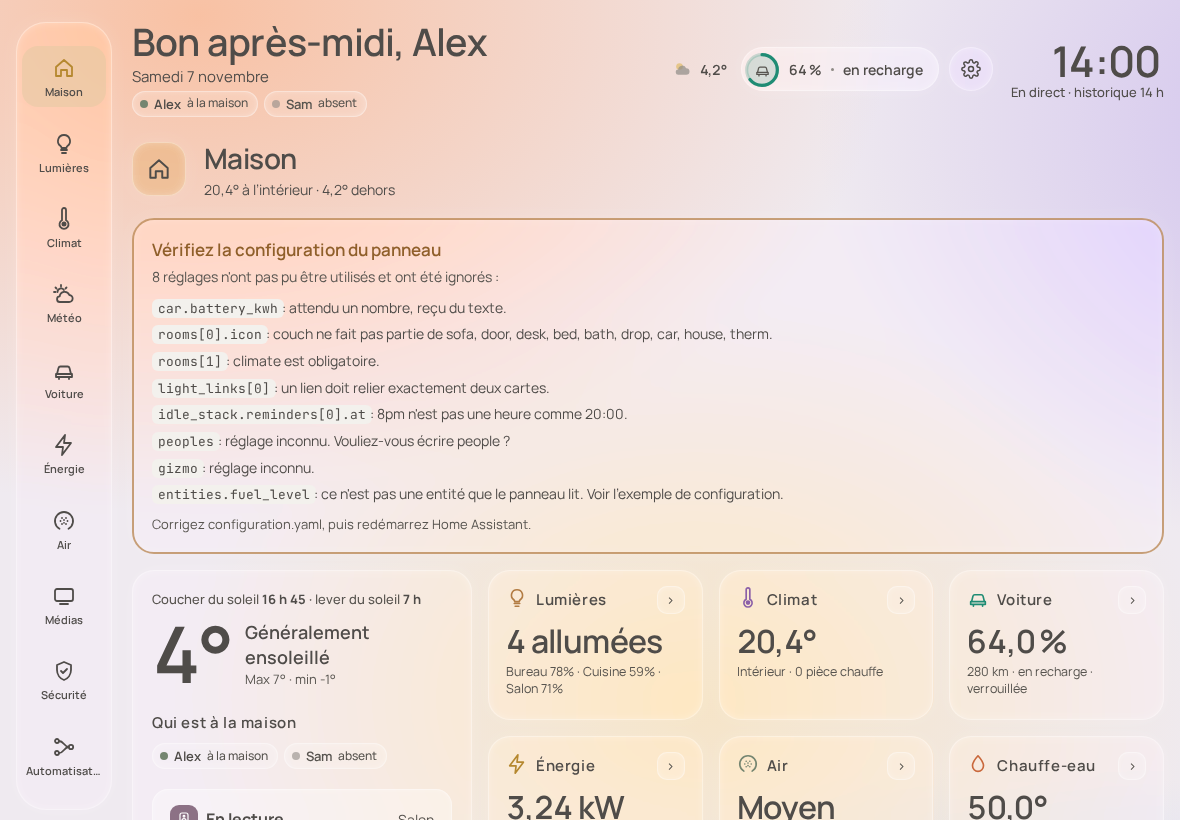 Bon après-midi, Alex
Samedi 7 novembre
Alex à la maison
Sam absent
4,2°
64 % • en recharge
14:00
En direct · historique 14 h
Maison
Lumières
Climat
Météo
Voiture
Énergie
Air
Médias
Sécurité
Automatisat…
Maison
20,4° à l'intérieur · 4,2° dehors
Vérifiez la configuration du panneau
8 réglages n'ont pas pu être utilisés et ont été ignorés :
car.battery_kwh : attendu un nombre, reçu du texte.
rooms[0].icon : couch ne fait pas partie de sofa, door, desk, bed, bath, drop, car, house, therm.
rooms[1] : climate est obligatoire.
light_links[0] : un lien doit relier exactement deux cartes.
idle_stack.reminders[0].at : 8pm n'est pas une heure comme 20:00.
peoples : réglage inconnu. Vouliez-vous écrire people ?
gizmo : réglage inconnu.
entities.fuel_level : ce n'est pas une entité que le panneau lit. Voir l'exemple de configuration.
Corrigez configuration.yaml, puis redémarrez Home Assistant.
Coucher du soleil 16 h 45 · lever du soleil 7 h
4°
Généralement
ensoleillé
Max 7° · min -1°
Qui est à la maison
Alex à la maison
Sam absent
En lecture
Salon
Lumières
4 allumées
Bureau 78% · Cuisine 59% ·
Salon 71%
Climat
20,4°
Intérieur · 0 pièce chauffe
Voiture
64,0 %
280 km · en recharge ·
verrouillée
Énergie
3,24 kW
Air
Moyen
Chauffe-eau
50,0°